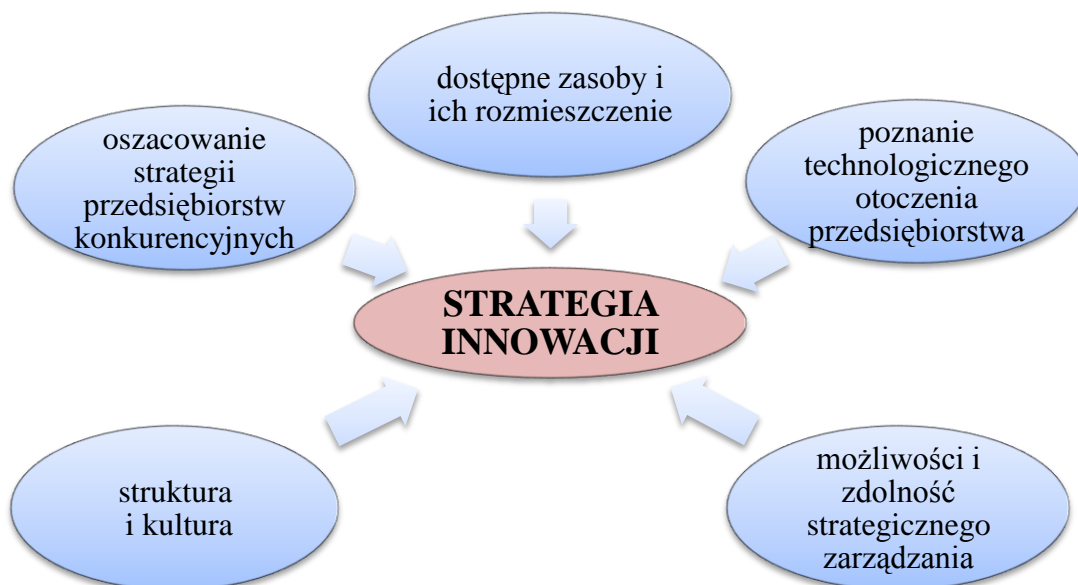 dostępne zasoby i
ich rozmieszczenie
oszacowanie
strategii
przedsiębiorstw
konkurencyjnych
poznanie
technologicznego
otoczenia
przedsiębiorstwa
STRATEGIA
INNOWACJI
struktura
i kultura
możliwości i
zdolność
strategicznego
zarządzania